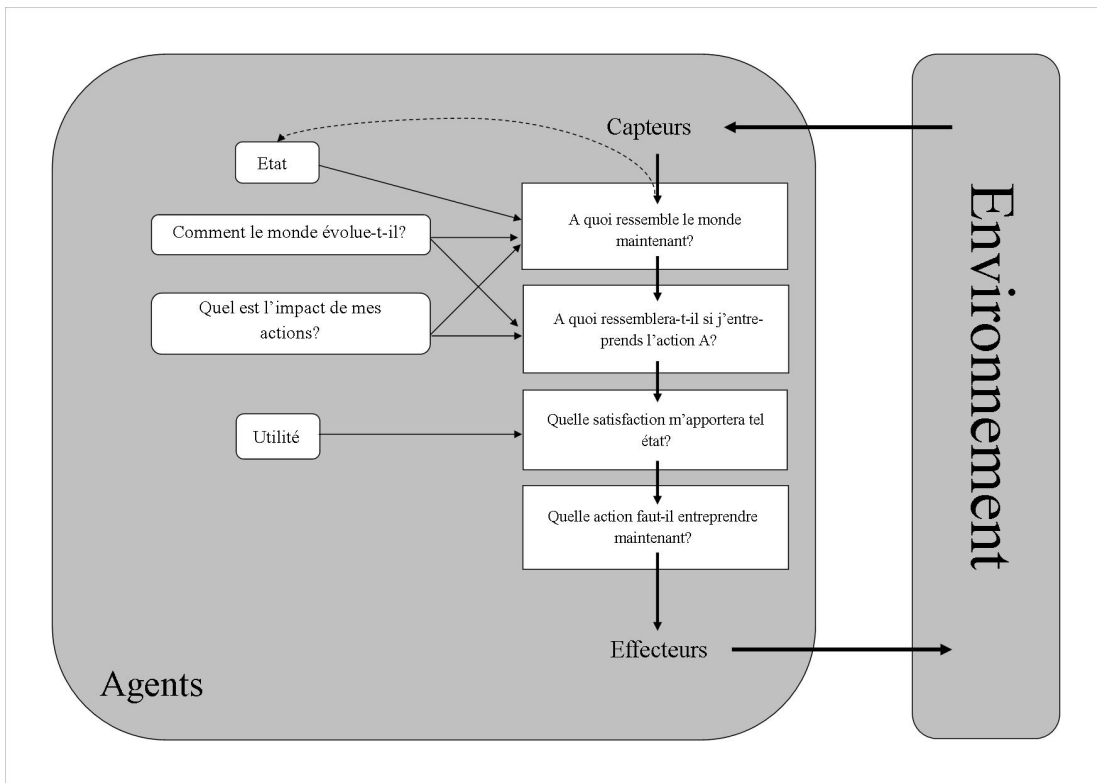 Capteurs
Etat
A quoi ressemble le monde
maintenant?
Comment le monde évolue-t-il?
Quel est l’impact de mes
actions?
A quoi ressemblera-t-il si j’entre-
prends l’action A?
Quelle satisfaction m’apportera tel
état?
Utilité
Quelle action faut-il entreprendre
maintenant?
Effecteurs
Agents
Environnement